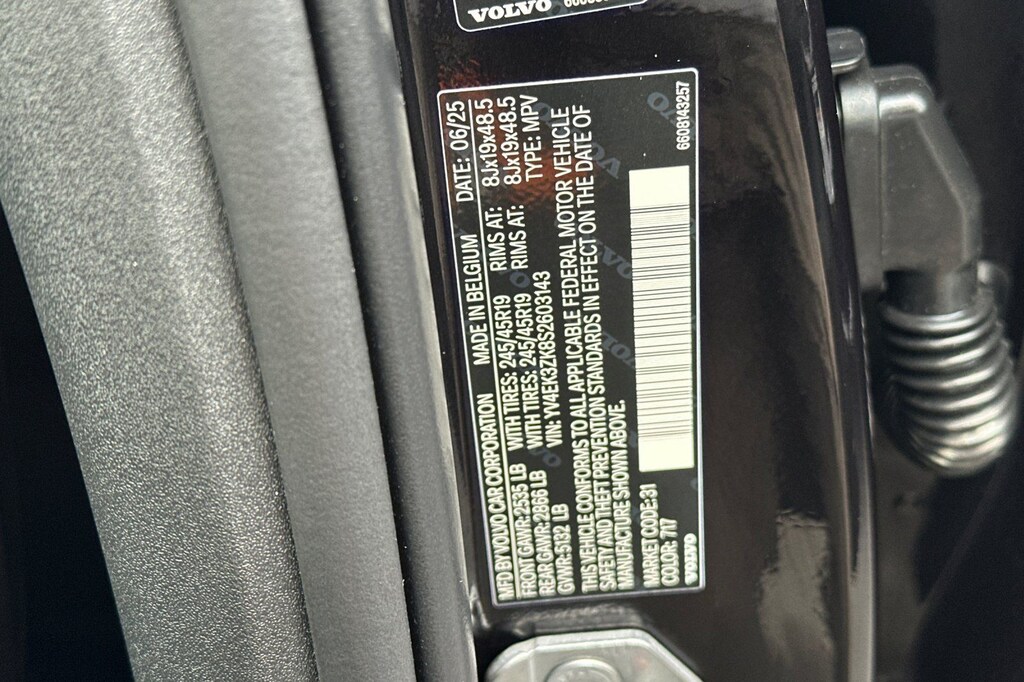 VOLVO
MFD BY VOLVO CAR CORPORATION MADE IN BELGIUM DATE: 06/25
FRONT GAWR: 2535 LB WITH TIRES: 245/45R19 RIMS AT: 8Jx19x48.5
REAR GAWR: 2866 LB WITH TIRES: 245/45R19 RIMS AT: 8Jx19x48.5
GVWR: 5132 LB VIN: YV4EK3ZK8S2603143 TYPE: MPV
THIS VEHICLE CONFORMS TO ALL APPLICABLE FEDERAL MOTOR VEHICLE
SAFETY AND THEFT PREVENTION STANDARDS IN EFFECT ON THE DATE OF
MANUFACTURE SHOWN ABOVE.
MARKET CODE: 31
COLOR: 717
VOLVO 6608143257